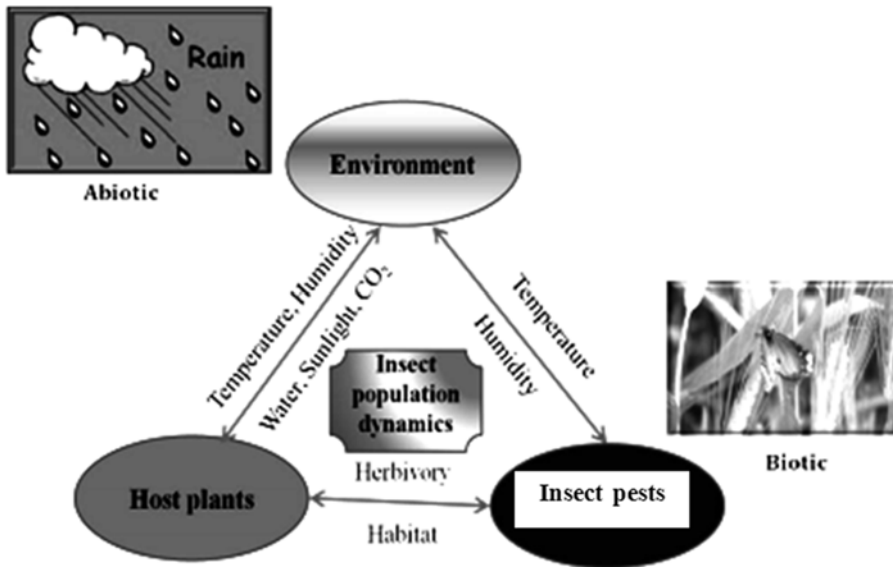 Rain
Abiotic
Environment
Temperature, Humidity
Water, Sunlight, CO₂
Temperature
Humidity
Insect
population
dynamics
Biotic
Herbivory
Host plants
Insect pests
Habitat